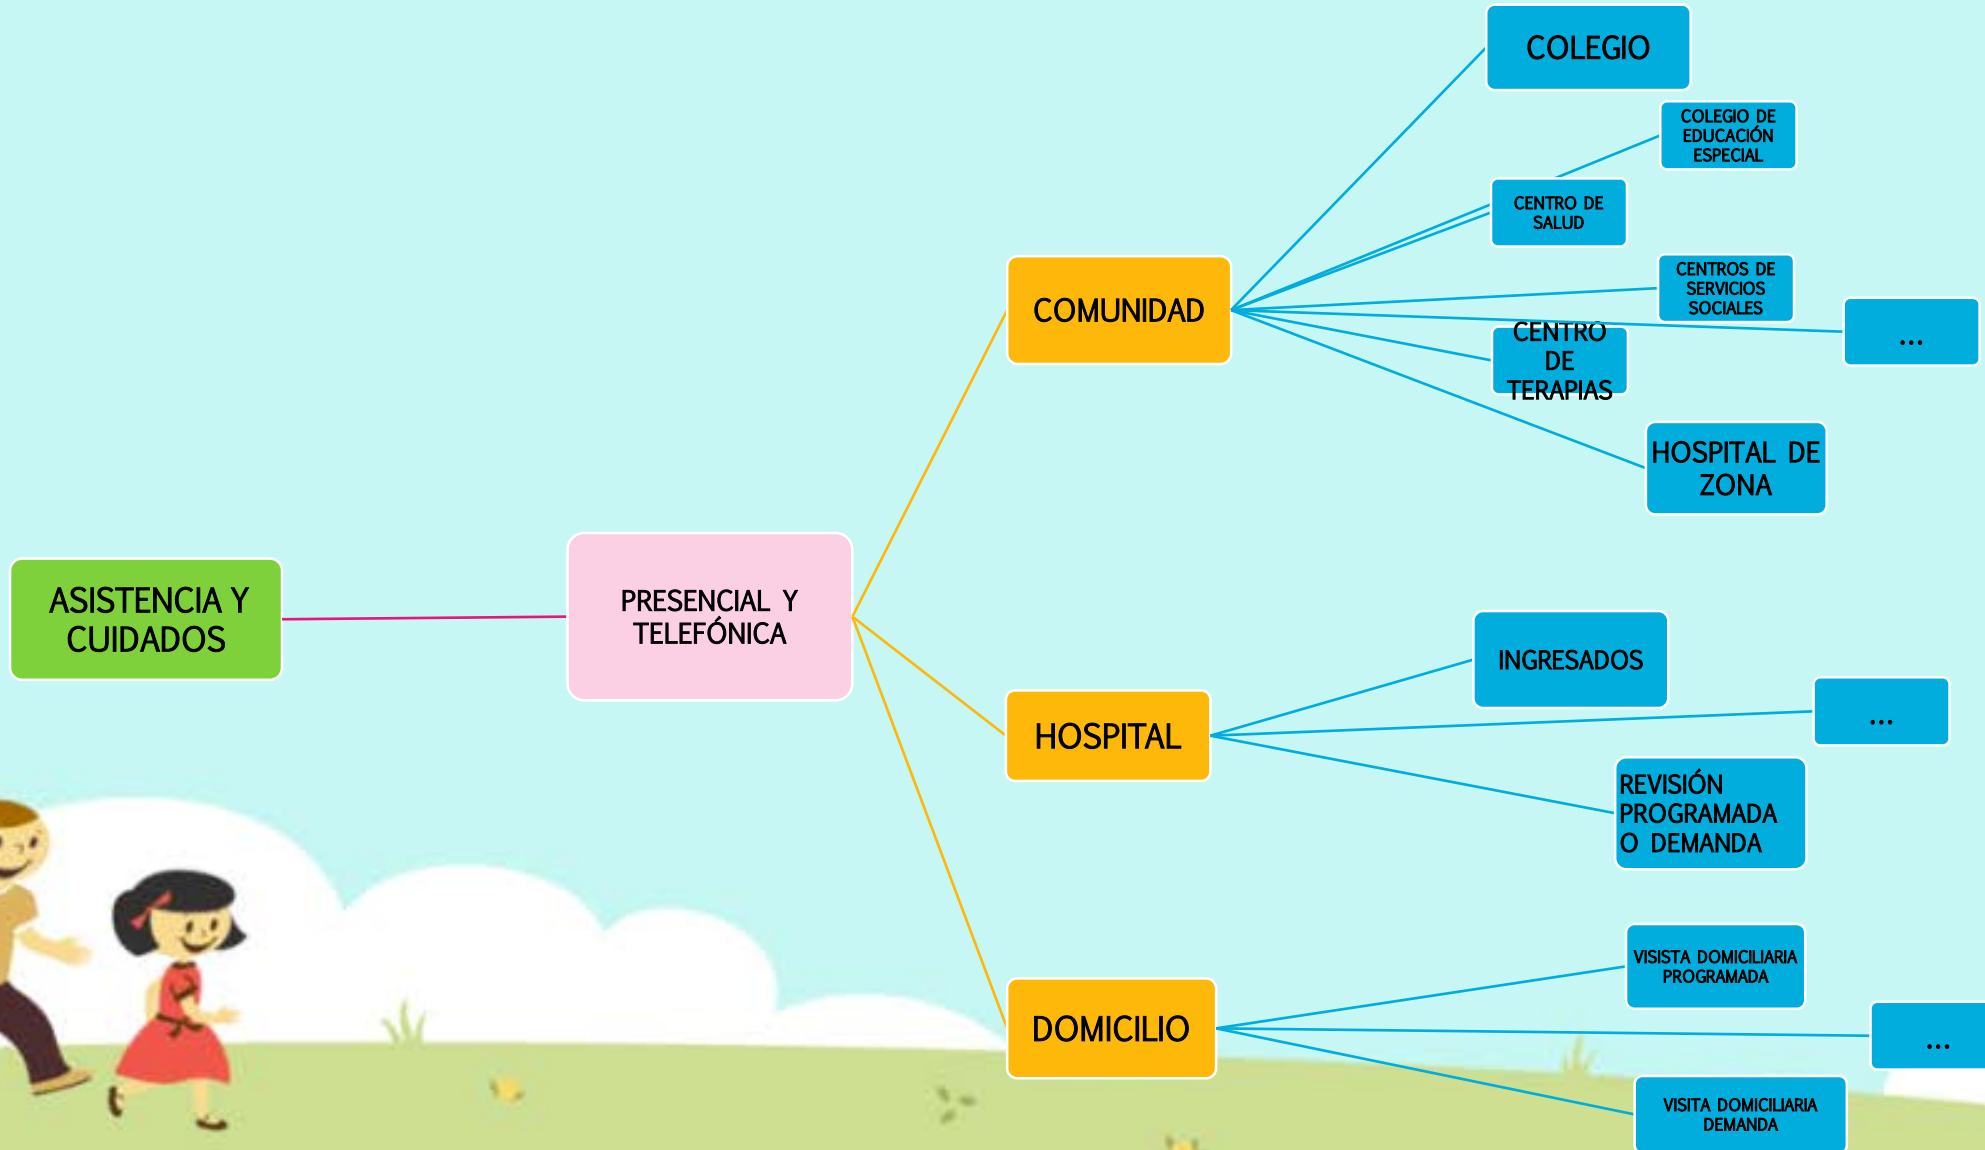 ASISTENCIA Y
CUIDADOS
PRESENCIAL Y
TELEFÓNICA
COMUNIDAD
COLEGIO
COLEGIO DE
EDUCACIÓN
ESPECIAL
CENTRO DE
SALUD
CENTROS DE
SERVICIOS
SOCIALES
...
CENTRO
DE
TERAPIAS
HOSPITAL DE
ZONA
HOSPITAL
INGRESADOS
...
REVISIÓN
PROGRAMADA
O DEMANDA
DOMICILIO
VISISTA DOMICILIARIA
PROGRAMADA
...
VISITA DOMICILIARIA
DEMANDA